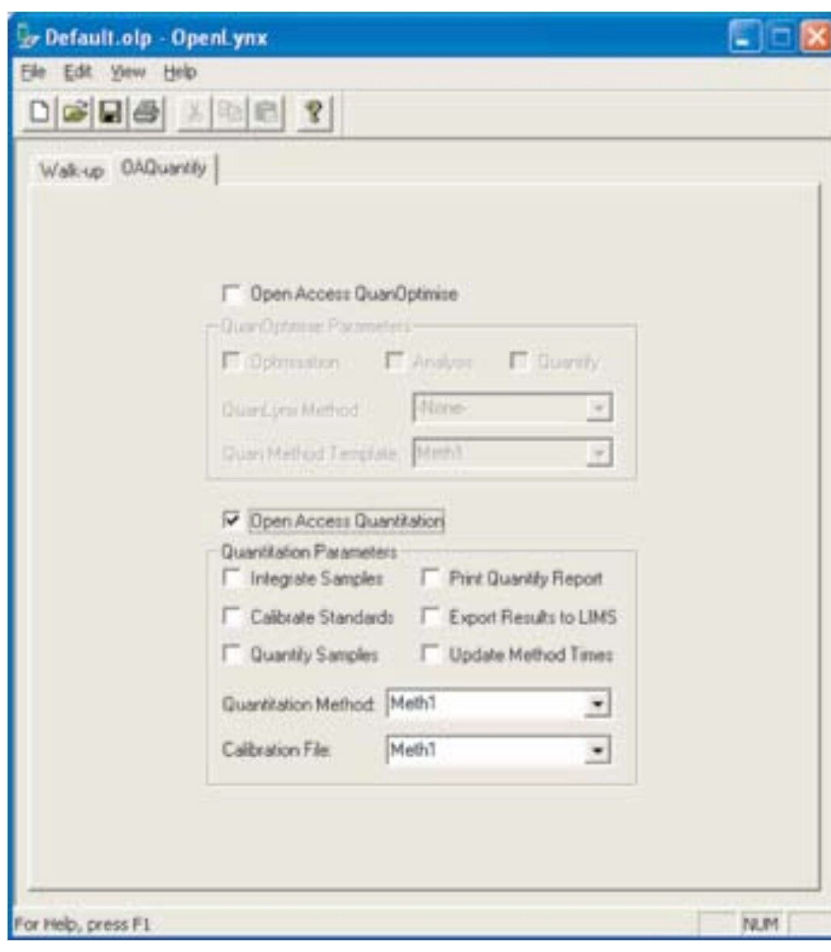 Default.olp - OpenLynx
File Edit View Help
Walk-up OAQuantify
Open Access QuanOptimise
QuanOptimise Parameters
Optimisation Analysis Quantify
QuanLynx Method -None-
Quan Method Template: Meth1
Open Access Quantitation
Quantitation Parameters
Integrate Samples Print Quantify Report
Calibrate Standards Export Results to LIMS
Quantify Samples Update Method Times
Quantitation Method: Meth1
Calibration File: Meth1
For Help, press F1 NUM